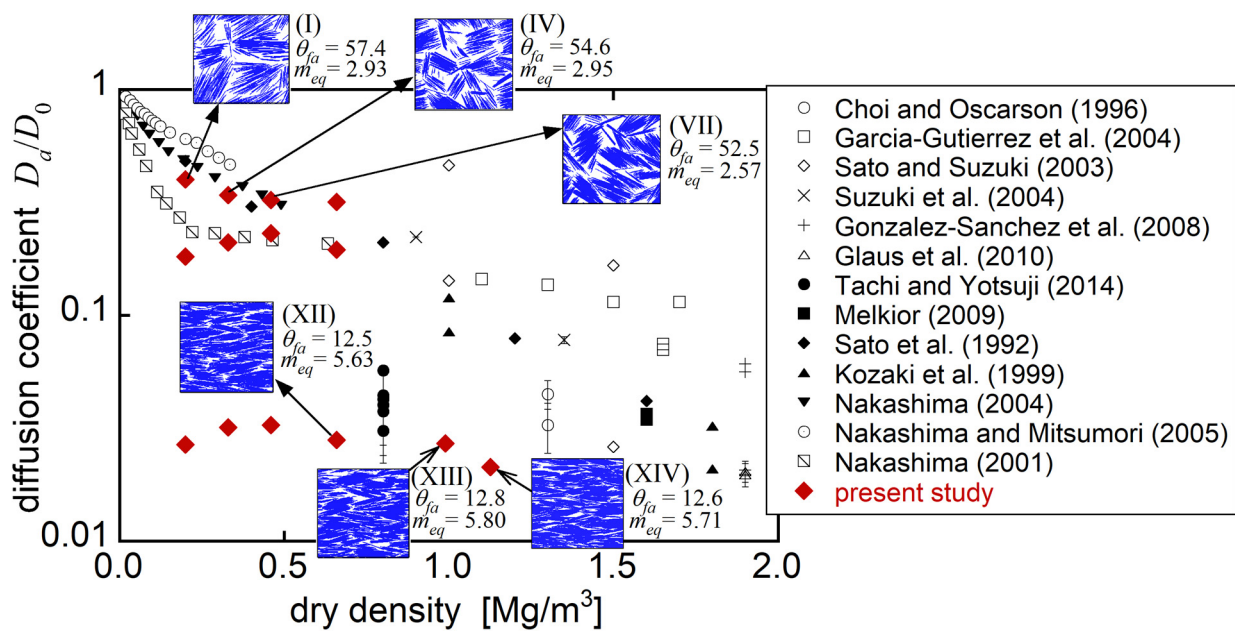 (I)
θfa = 57.4
meq = 2.93
(IV)
θfa = 54.6
meq = 2.95
(VII)
θfa = 52.5
meq = 2.57
(XII)
θfa = 12.5
meq = 5.63
(XIII)
θfa = 12.8
meq = 5.80
(XIV)
θfa = 12.6
meq = 5.71
diffusion coefficient Da/D0
1
0.1
0.01
0.0
0.5
1.0
1.5
2.0
dry density [Mg/m³]
Choi and Oscarson (1996)
Garcia-Gutierrez et al. (2004)
Sato and Suzuki (2003)
Suzuki et al. (2004)
Gonzalez-Sanchez et al. (2008)
Glaus et al. (2010)
Tachi and Yotsuji (2014)
Melkior (2009)
Sato et al. (1992)
Kozaki et al. (1999)
Nakashima (2004)
Nakashima and Mitsumori (2005)
Nakashima (2001)
present study